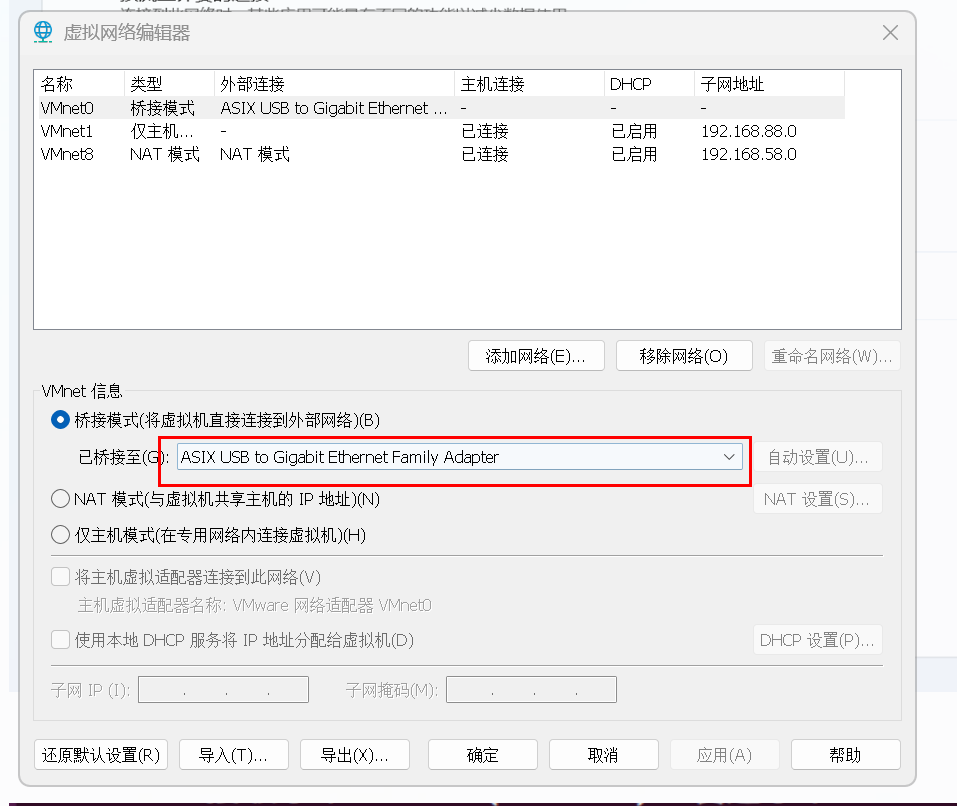 虚拟网络编辑器
名称 类型 外部连接 主机连接 DHCP 子网地址
VMnet0 桥接模式 ASIX USB to Gigabit Ethernet ... - - -
VMnet1 仅主机... - 已连接 已启用 192.168.88.0
VMnet8 NAT 模式 NAT 模式 已连接 已启用 192.168.58.0
添加网络(E)... 移除网络(O) 重命名网络(W)...
VMnet 信息
桥接模式(将虚拟机直接连接到外部网络)(B)
已桥接至(G): ASIX USB to Gigabit Ethernet Family Adapter 自动设置(U)...
NAT 模式(与虚拟机共享主机的 IP 地址)(N) NAT 设置(S)...
仅主机模式(在专用网络内连接虚拟机)(H)
将主机虚拟适配器连接到此网络(V)
主机虚拟适配器名称: VMware 网络适配器 VMnet0
使用本地 DHCP 服务将 IP 地址分配给虚拟机(D) DHCP 设置(P)...
子网 IP (I): . . . 子网掩码(M): . . .
还原默认设置(R) 导入(T)... 导出(X)... 确定 取消 应用(A) 帮助